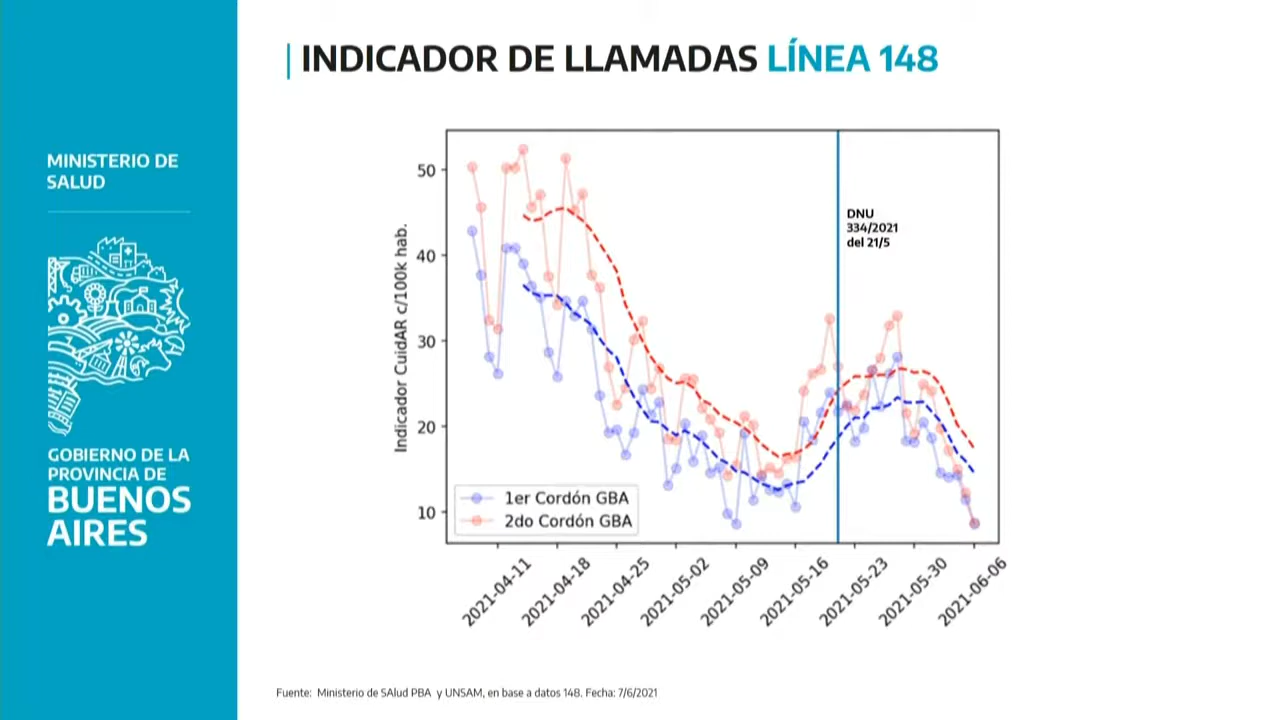 INDICADOR DE LLAMADAS LÍNEA 148
MINISTERIO DE
SALUD
GOBIERNO DE LA
PROVINCIA DE
BUENOS
AIRES
Indicador CuidAR c/100k hab.
50
40
30
20
10
DNU
334/2021
del 21/5
1er Cordón GBA
2do Cordón GBA
2021-04-11
2021-04-18
2021-04-25
2021-05-02
2021-05-09
2021-05-16
2021-05-23
2021-05-30
2021-06-06
Fuente: Ministerio de SAlud PBA y UNSAM, en base a datos 148. Fecha: 7/6/2021